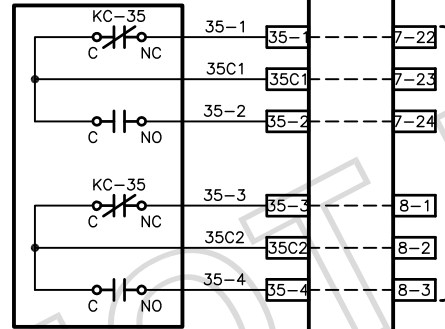 KC-35
C NC 35-1 35-1 7-22
35C1 35C1 7-23
C NO 35-2 35-2 7-24
KC-35
C NC 35-3 35-3 8-1
35C2 35C2 8-2
C NO 35-4 35-4 8-3